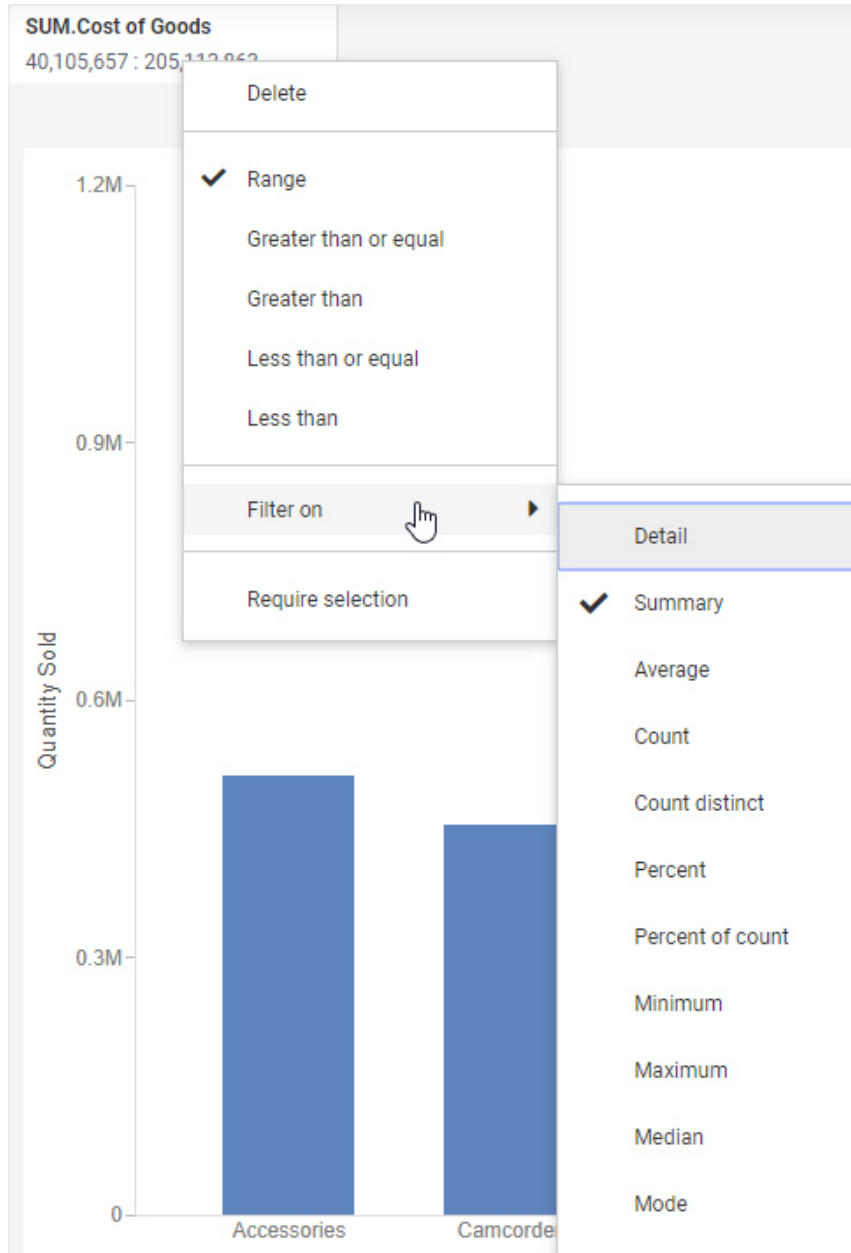 SUM.Cost of Goods
40,105,657 : 205,113,863
Delete
Range
Greater than or equal
Greater than
Less than or equal
Less than
Filter on
Require selection
Detail
Summary
Average
Count
Count distinct
Percent
Percent of count
Minimum
Maximum
Median
Mode
Quantity Sold
1.2M
0.9M
0.6M
0.3M
0
Accessories
Camcorde